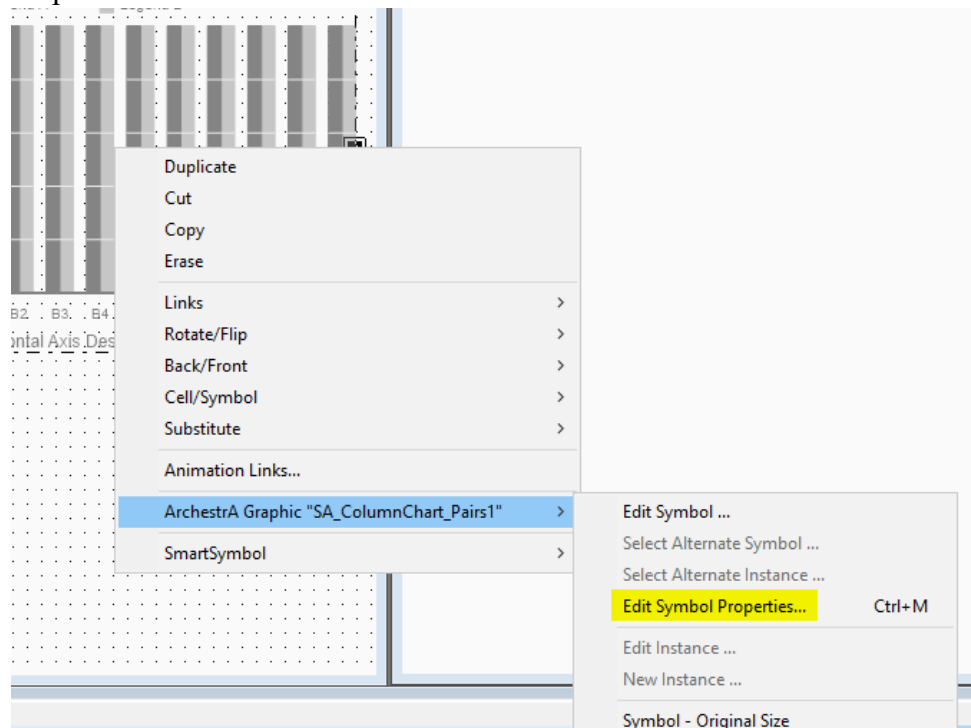 Duplicate
Cut
Copy
Erase
Links
Rotate/Flip
B2 B3. B4.
Back/Front
Cell/Symbol
Substitute
Animation Links...
ArchestrA Graphic "SA_ColumnChart_Pairs1"
Edit Symbol ...
SmartSymbol
Select Alternate Symbol ...
Select Alternate Instance ...
Edit Symbol Properties... Ctrl+M
Edit Instance ...
New Instance ...
Symbol - Original Size